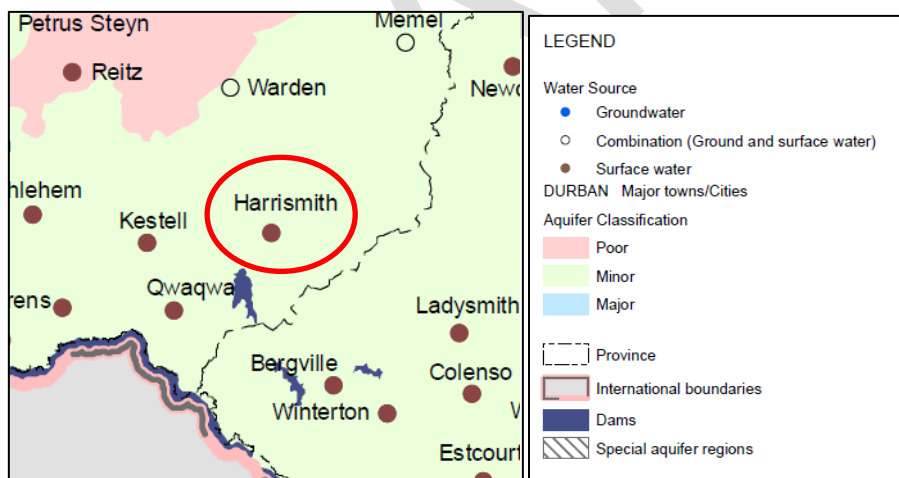 Petrus Steyn
Memel
Reitz
Warden
Newc
hlehem
Harrismith
Kestell
Qwaqwa
rens
Ladysmith
Bergville
Colenso
Winterton
W
Estcourt
LEGEND
Water Source
Groundwater
Combination (Ground and surface water)
Surface water
DURBAN Major towns/Cities
Aquifer Classification
Poor
Minor
Major
Province
International boundaries
Dams
Special aquifer regions